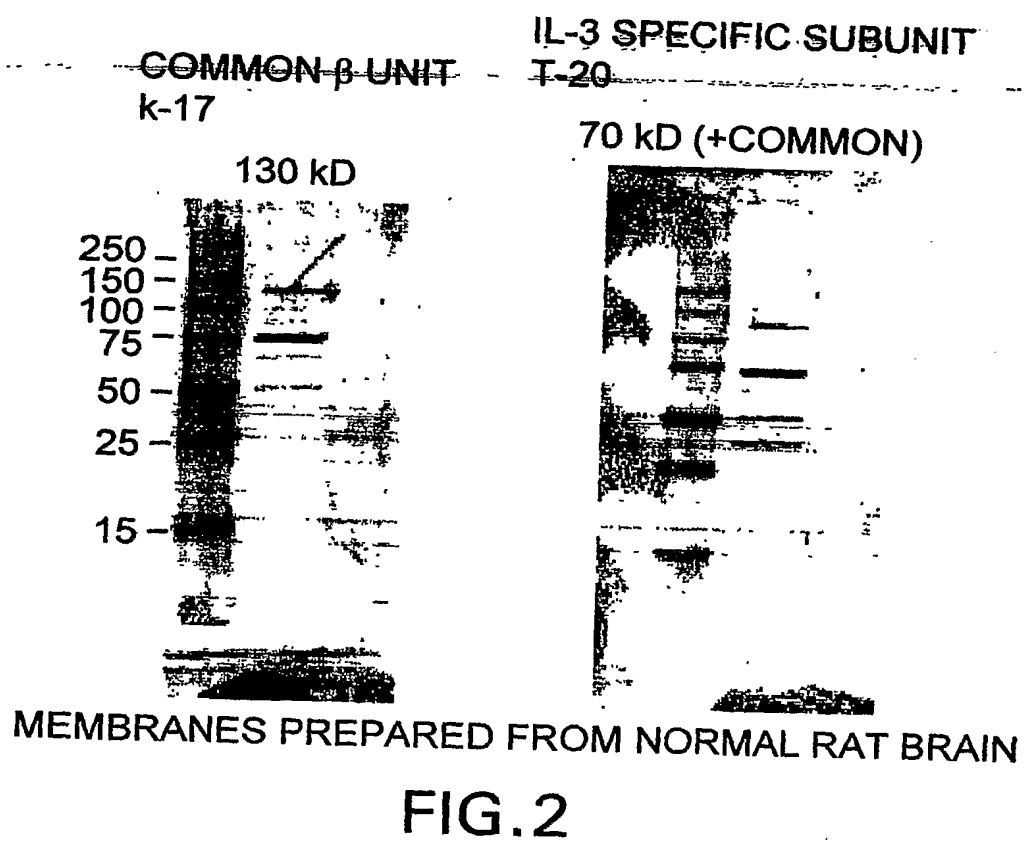 COMMON β UNIT
k-17
130 kD
250
150
100
75
50
25
15
IL-3 SPECIFIC SUBUNIT
T-20
70 kD (+COMMON)
MEMBRANES PREPARED FROM NORMAL RAT BRAIN
FIG.2